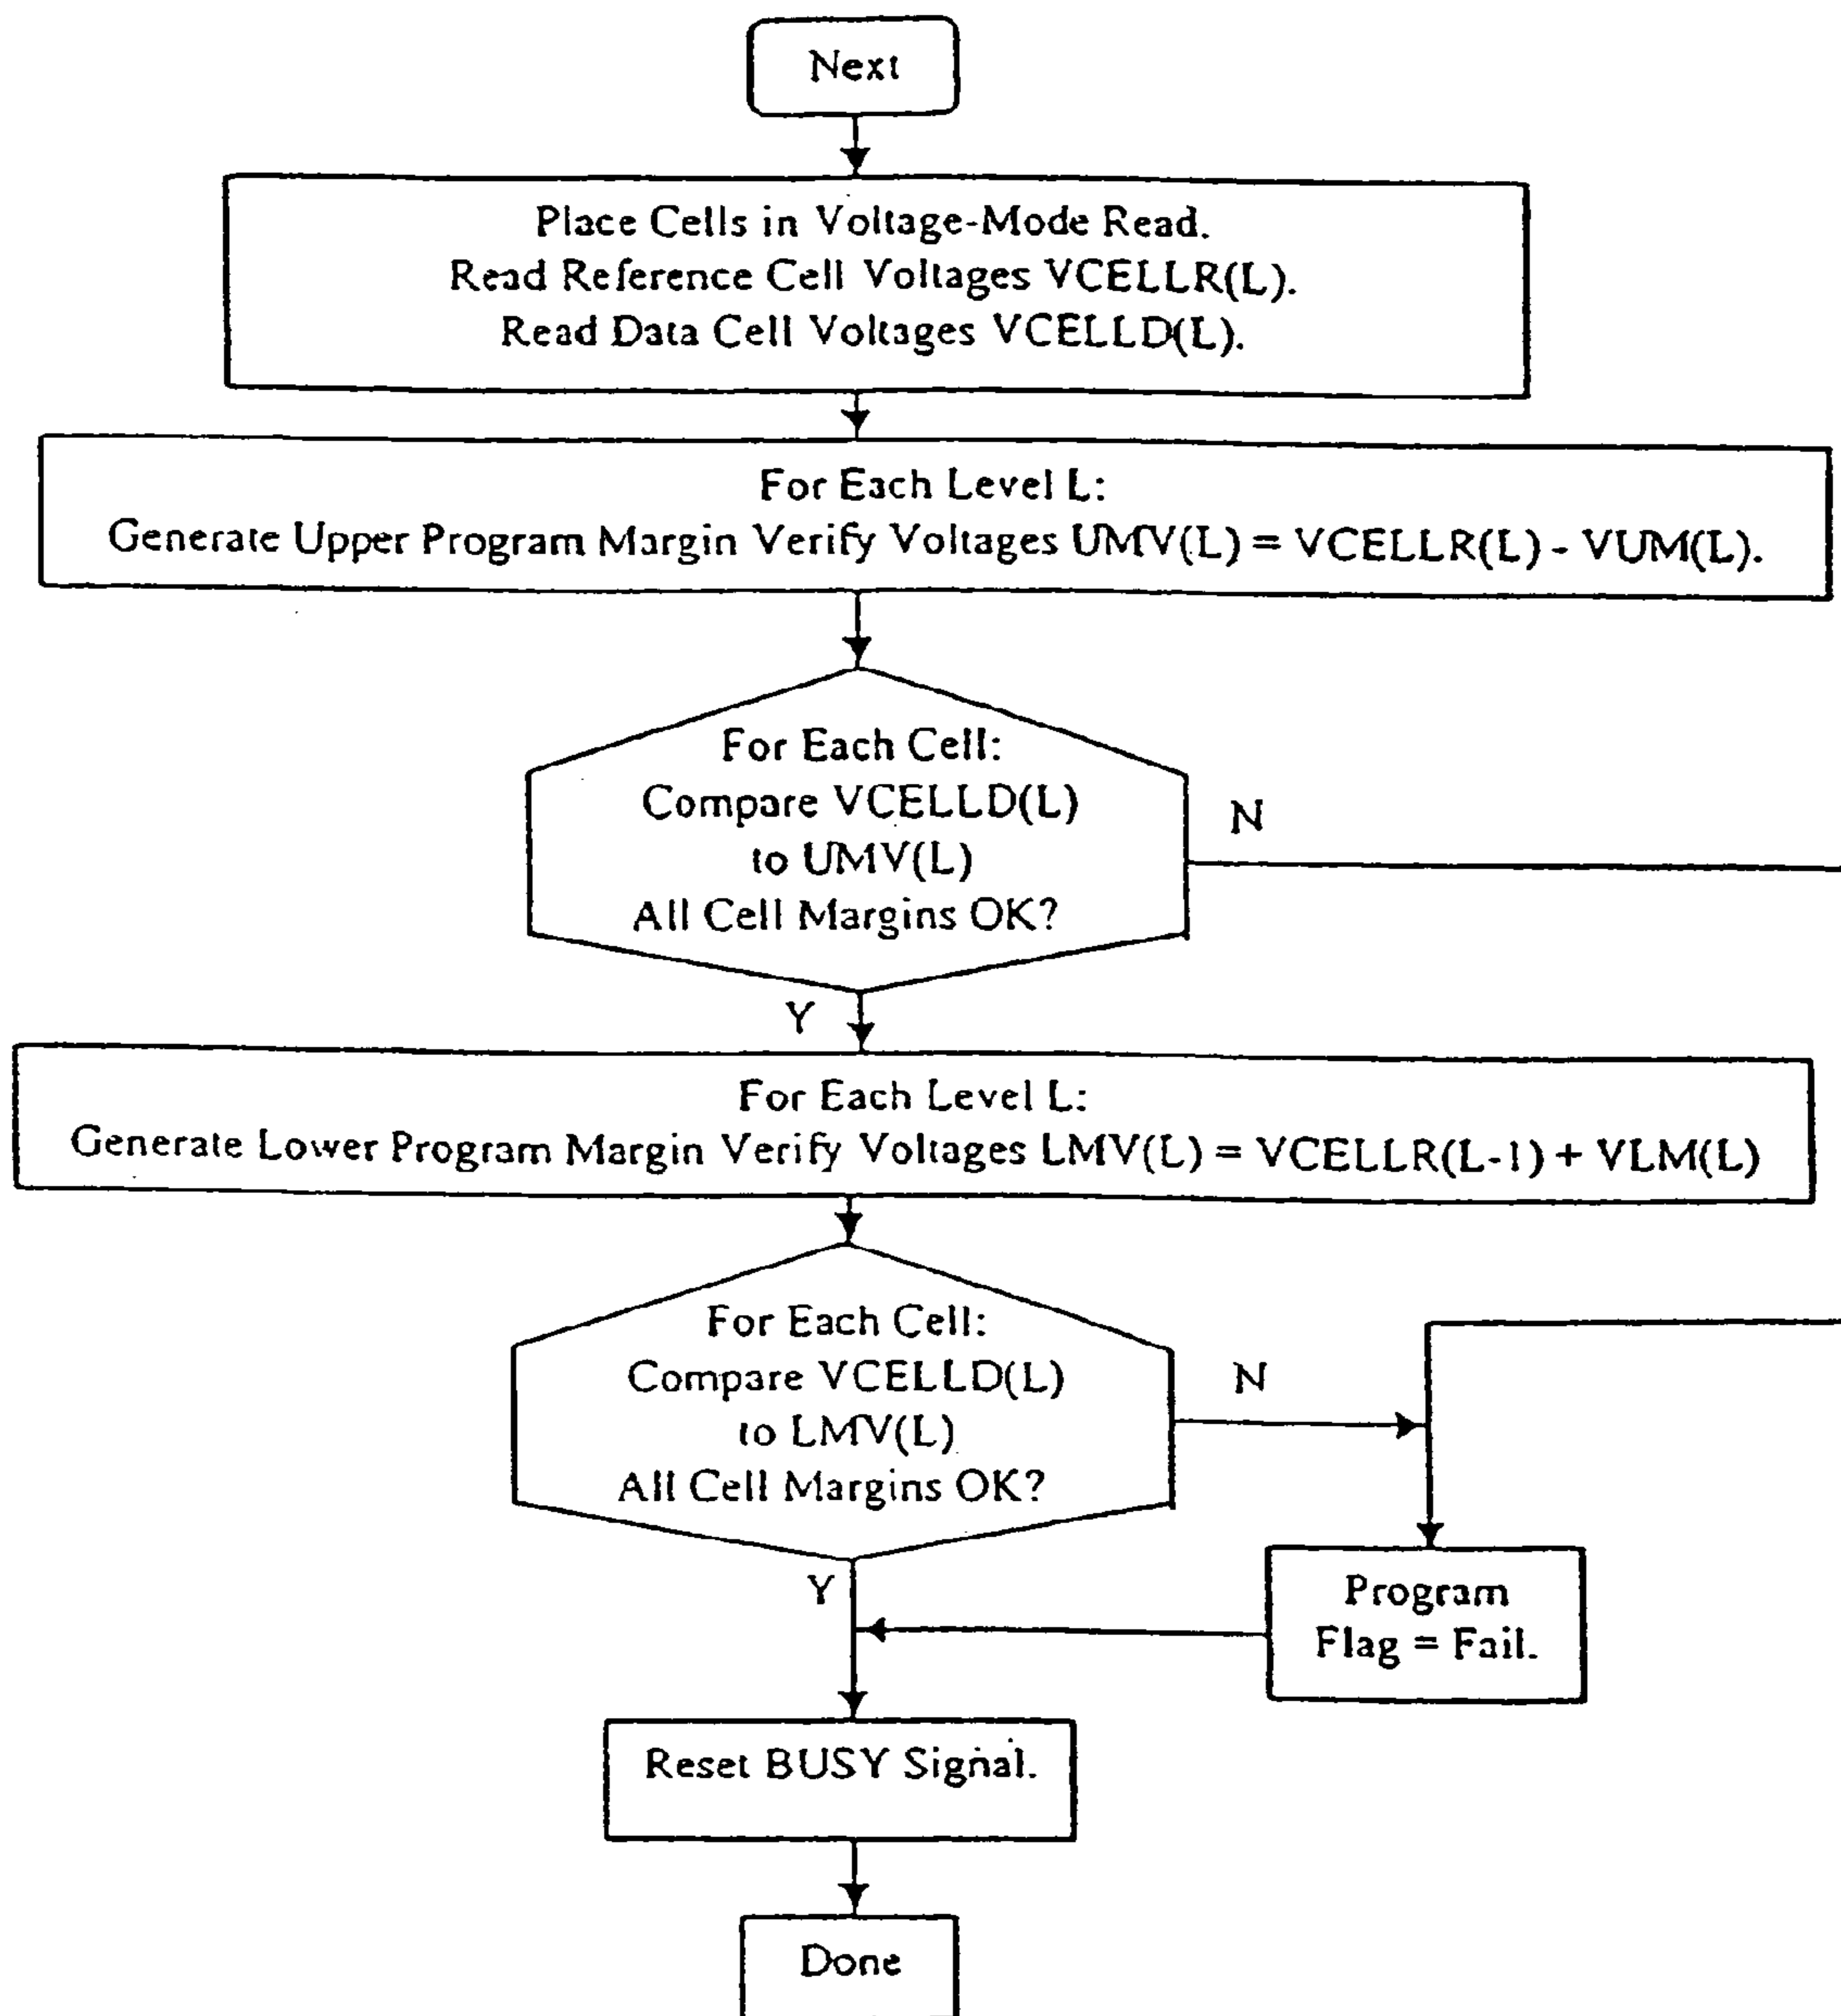 Next
Place Cells in Voltage-Mode Read.
Read Reference Cell Voltages VCELLR(L).
Read Data Cell Voltages VCELLD(L).
For Each Level L:
Generate Upper Program Margin Verify Voltages UMV(L) = VCELLR(L) - VUM(L).
For Each Cell:
Compare VCELLD(L)
to UMV(L)
All Cell Margins OK?
N
Y
For Each Level L:
Generate Lower Program Margin Verify Voltages LMV(L) = VCELLR(L-1) + VLM(L)
For Each Cell:
Compare VCELLD(L)
to LMV(L)
All Cell Margins OK?
N
Y
Program
Flag = Fail.
Reset BUSY Signal.
Done